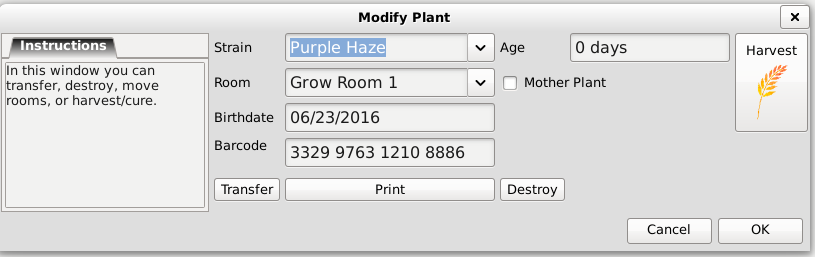 Modify Plant
Instructions
In this window you can
transfer, destroy, move
rooms, or harvest/cure.
Strain Purple Haze Age 0 days
Room Grow Room 1 Mother Plant
Birthdate 06/23/2016
Barcode 3329 9763 1210 8886
Transfer Print Destroy
Harvest
Cancel OK